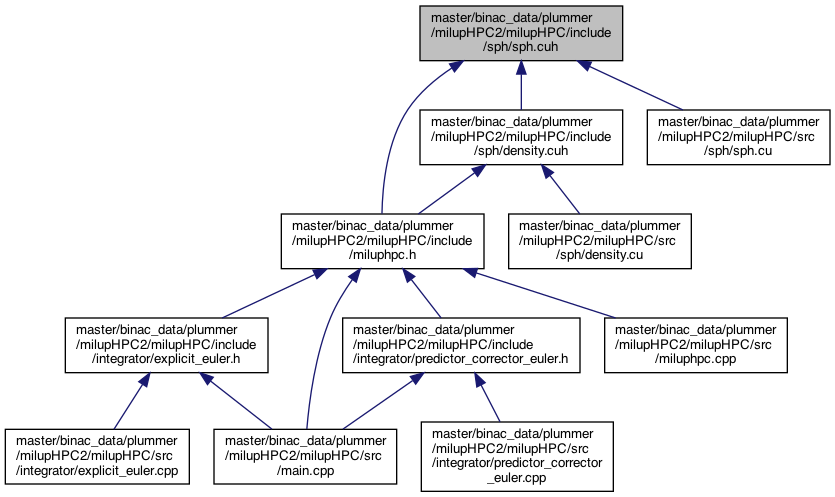 master/binac_data/plummer
/milupHPC2/milupHPC/include
/sph/sph.cuh
master/binac_data/plummer
/milupHPC2/milupHPC/include
/sph/density.cuh
master/binac_data/plummer
/milupHPC2/milupHPC/src
/sph/sph.cu
master/binac_data/plummer
/milupHPC2/milupHPC/include
/miluphpc.h
master/binac_data/plummer
/milupHPC2/milupHPC/src
/sph/density.cu
master/binac_data/plummer
/milupHPC2/milupHPC/include
/integrator/explicit_euler.h
master/binac_data/plummer
/milupHPC2/milupHPC/include
/integrator/predictor_corrector_euler.h
master/binac_data/plummer
/milupHPC2/milupHPC/src
/miluphpc.cpp
master/binac_data/plummer
/milupHPC2/milupHPC/src
/integrator/explicit_euler.cpp
master/binac_data/plummer
/milupHPC2/milupHPC/src
/main.cpp
master/binac_data/plummer
/milupHPC2/milupHPC/src
/integrator/predictor_corrector
_euler.cpp